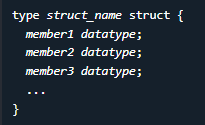 type struct_name struct {
  member1 datatype;
  member2 datatype;
  member3 datatype;
  ...
}